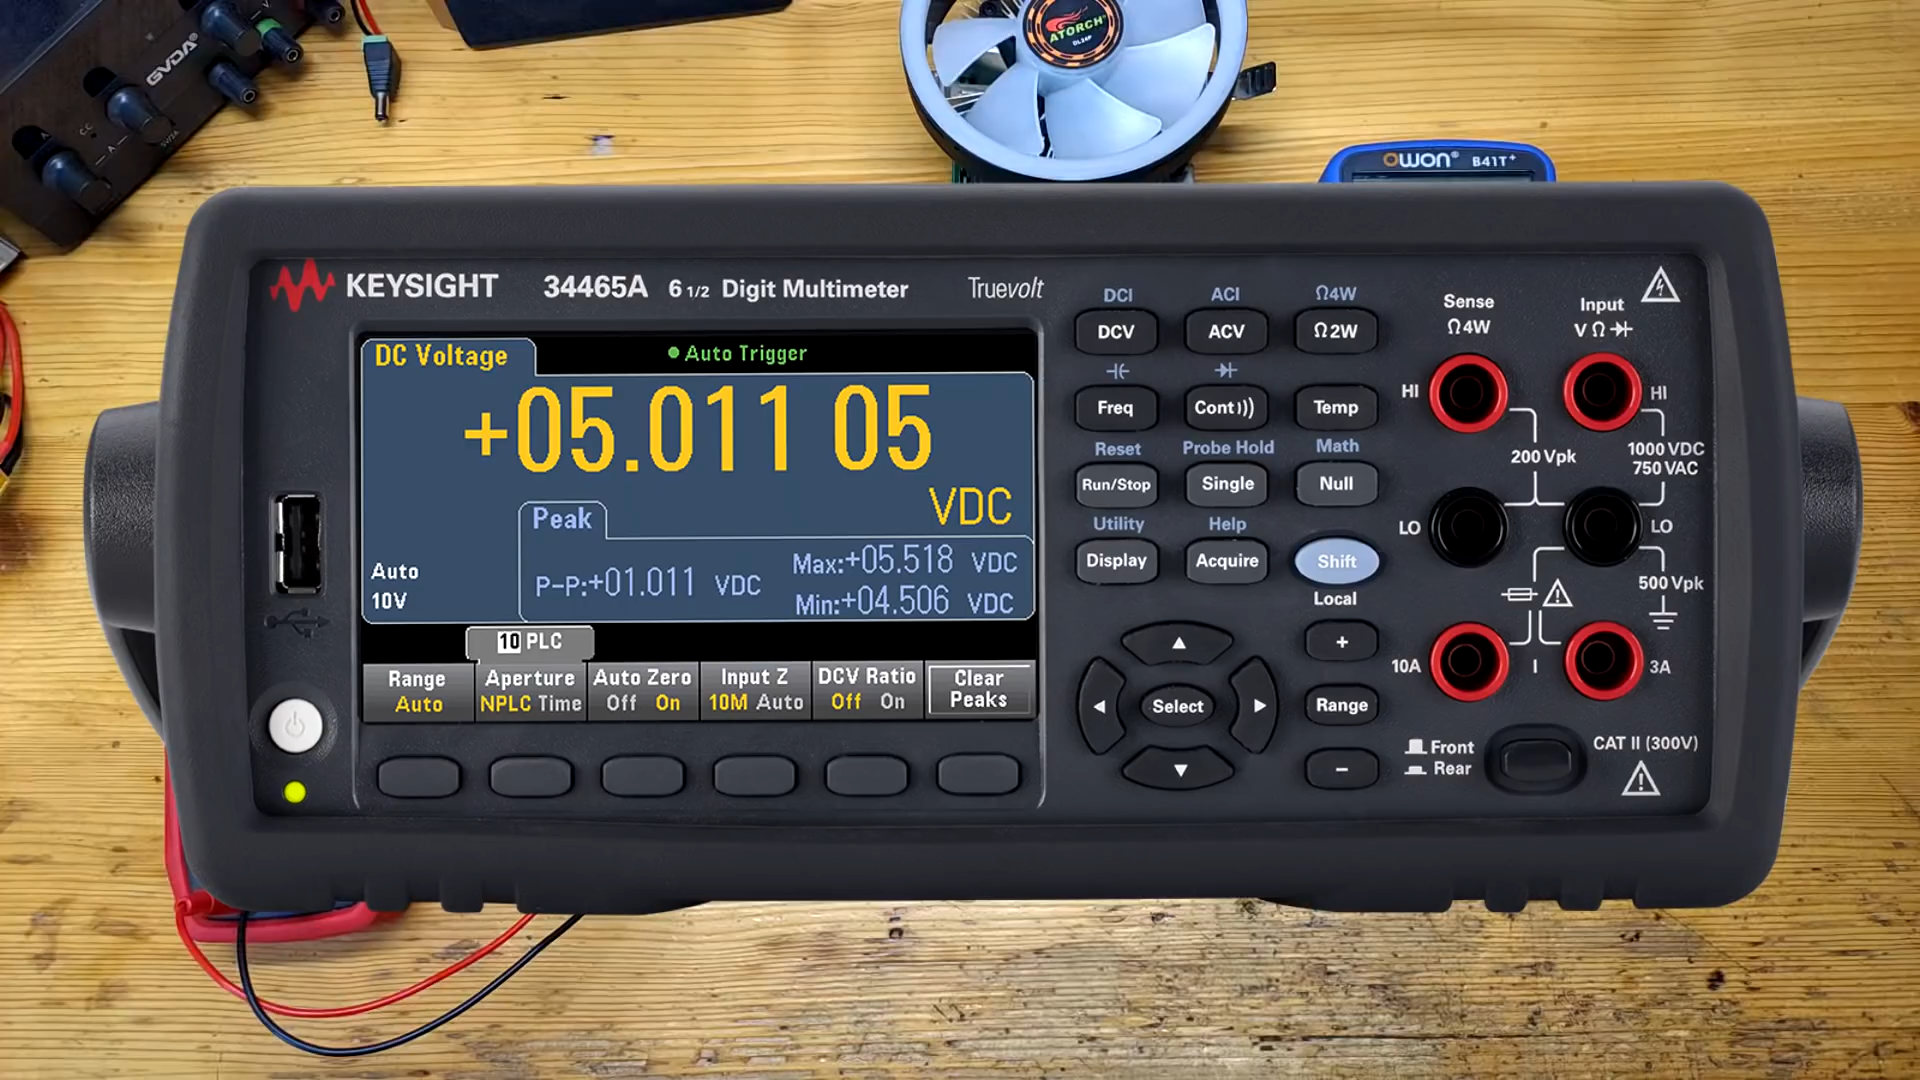 GVDA
ATORCH
DL24P
OWON® B41T+
KEYSIGHT 34465A 6 1/2 Digit Multimeter Truevolt
DC Voltage
Auto Trigger
+05.011 05
VDC
Peak
P-P:+01.011 VDC
Max:+05.518 VDC
Min:+04.506 VDC
Auto
10V
10 PLC
Range
Auto
Aperture
NPLC Time
Auto Zero
Off On
Input Z
10M Auto
DCV Ratio
Off On
Clear
Peaks
DCI ACI Ω4W
DCV ACV Ω2W
Freq Cont Temp
Reset Probe Hold Math
Run/Stop Single Null
Utility Help
Display Acquire Shift
Local
+
Select
Range
−
Sense
Ω4W
Input
V Ω
HI HI
200 Vpk
1000 VDC
750 VAC
LO LO
500 Vpk
10A I 3A
Front
Rear
CAT II (300V)